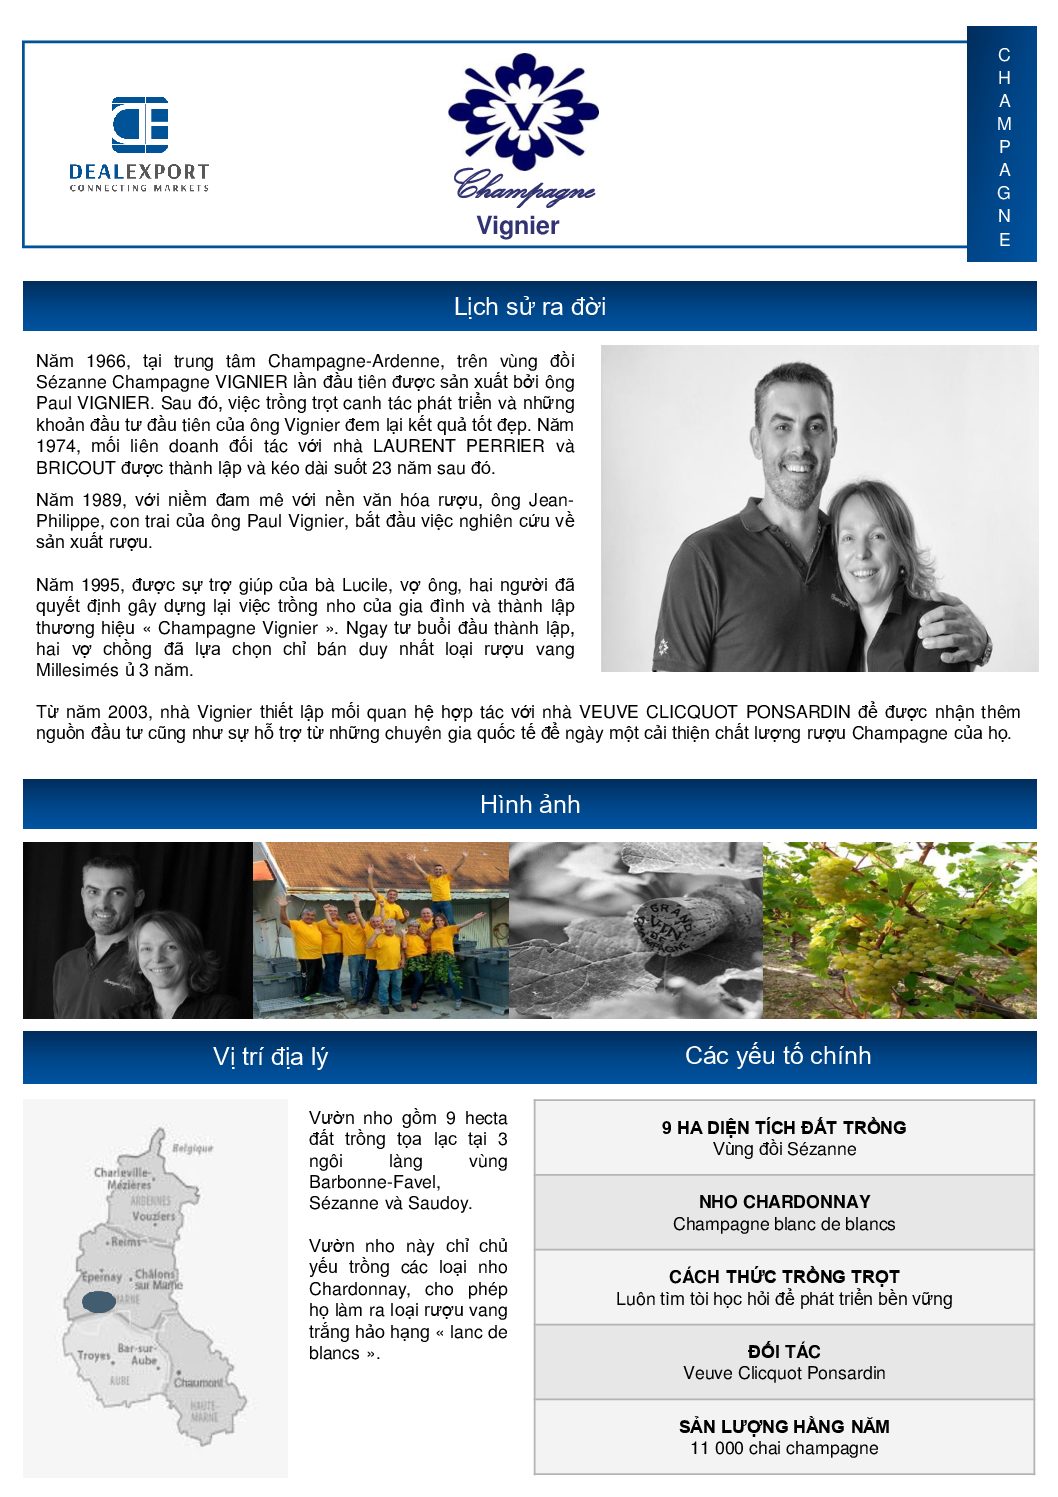 DEALEXPORT
CONNECTING MARKETS
V
Champagne
Vignier
CHAMPAGNE
Lịch sử ra đời
Năm 1966, tại trung tâm Champagne-Ardenne, trên vùng đồi
Sézanne Champagne VIGNIER lần đầu tiên được sản xuất bởi ông
Paul VIGNIER. Sau đó, việc trồng trọt canh tác phát triển và những
khoản đầu tư đầu tiên của ông Vignier đem lại kết quả tốt đẹp. Năm
1974, mối liên doanh đối tác với nhà LAURENT PERRIER và
BRICOUT được thành lập và kéo dài suốt 23 năm sau đó.
Năm 1989, với niềm đam mê với nền văn hóa rượu, ông Jean-
Philippe, con trai của ông Paul Vignier, bắt đầu việc nghiên cứu về
sản xuất rượu.
Năm 1995, được sự trợ giúp của bà Lucile, vợ ông, hai người đã
quyết định gây dựng lại việc trồng nho của gia đình và thành lập
thương hiệu « Champagne Vignier ». Ngay tư buổi đầu thành lập,
hai vợ chồng đã lựa chọn chỉ bán duy nhất loại rượu vang
Millesimés ủ 3 năm.
Từ năm 2003, nhà Vignier thiết lập mối quan hệ hợp tác với nhà VEUVE CLICQUOT PONSARDIN để được nhận thêm
nguồn đầu tư cũng như sự hỗ trợ từ những chuyên gia quốc tế để ngày một cải thiện chất lượng rượu Champagne của họ.
Hình ảnh
GRAND
VIN
DE
CHAMPAGNE
Vị trí địa lý
Các yếu tố chính
Belgique
Charleville-
Mézières
ARDENNES
Vouziers
Reims
Epernay
Châlons
sur Marne
MARNE
Troyes
Bar-sur-
Aube
AUBE
Chaumont
HAUTE-
MARNE
Vườn nho gồm 9 hecta
đất trồng tọa lạc tại 3
ngôi làng vùng
Barbonne-Favel,
Sézanne và Saudoy.
Vườn nho này chỉ chủ
yếu trồng các loại nho
Chardonnay, cho phép
họ làm ra loại rượu vang
trắng hảo hạng « lanc de
blancs ».
9 HA DIỆN TÍCH ĐẤT TRỒNG
Vùng đồi Sézanne
NHO CHARDONNAY
Champagne blanc de blancs
CÁCH THỨC TRỒNG TRỌT
Luôn tìm tòi học hỏi để phát triển bền vững
ĐỐI TÁC
Veuve Clicquot Ponsardin
SẢN LƯỢNG HẰNG NĂM
11 000 chai champagne